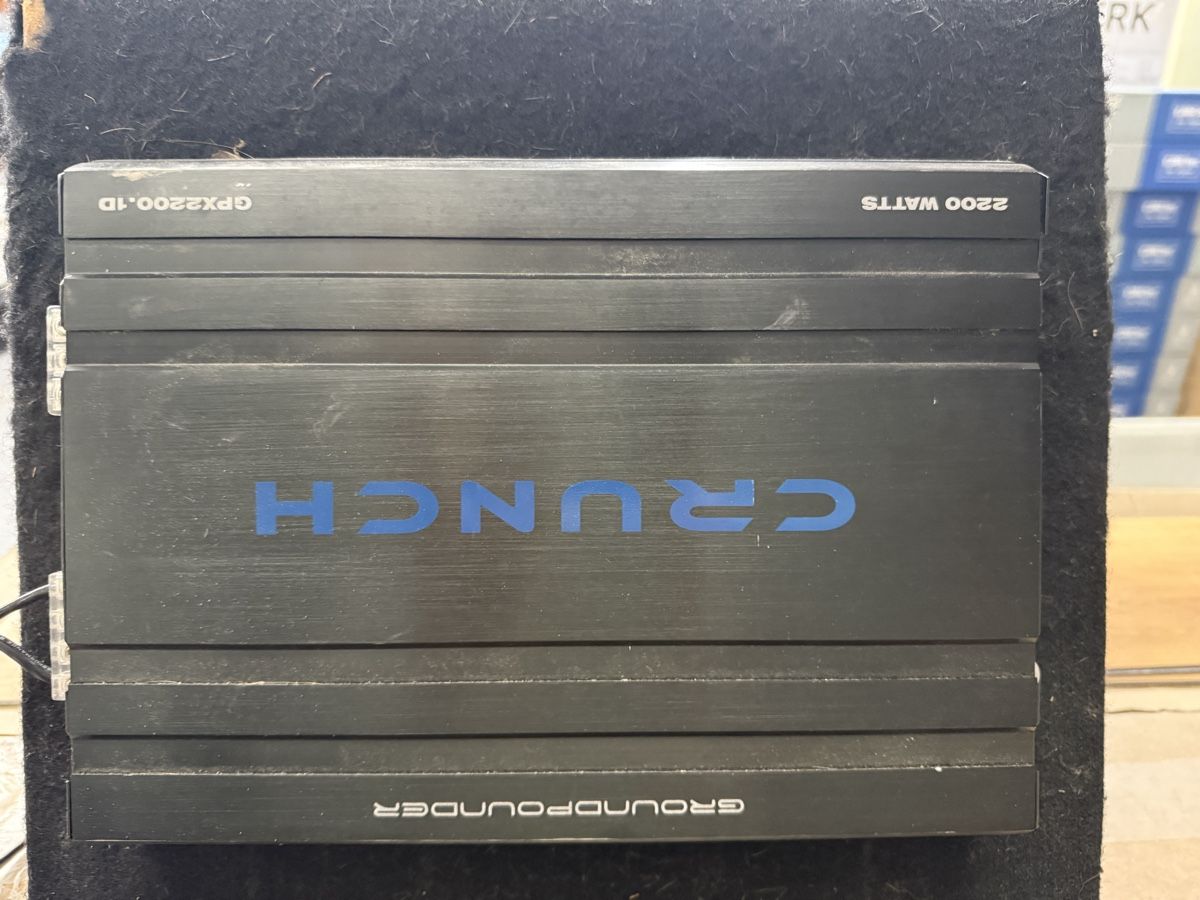 GROUNDPOUNDER
CRUNCH
2200 WATTS GPX2200.1D